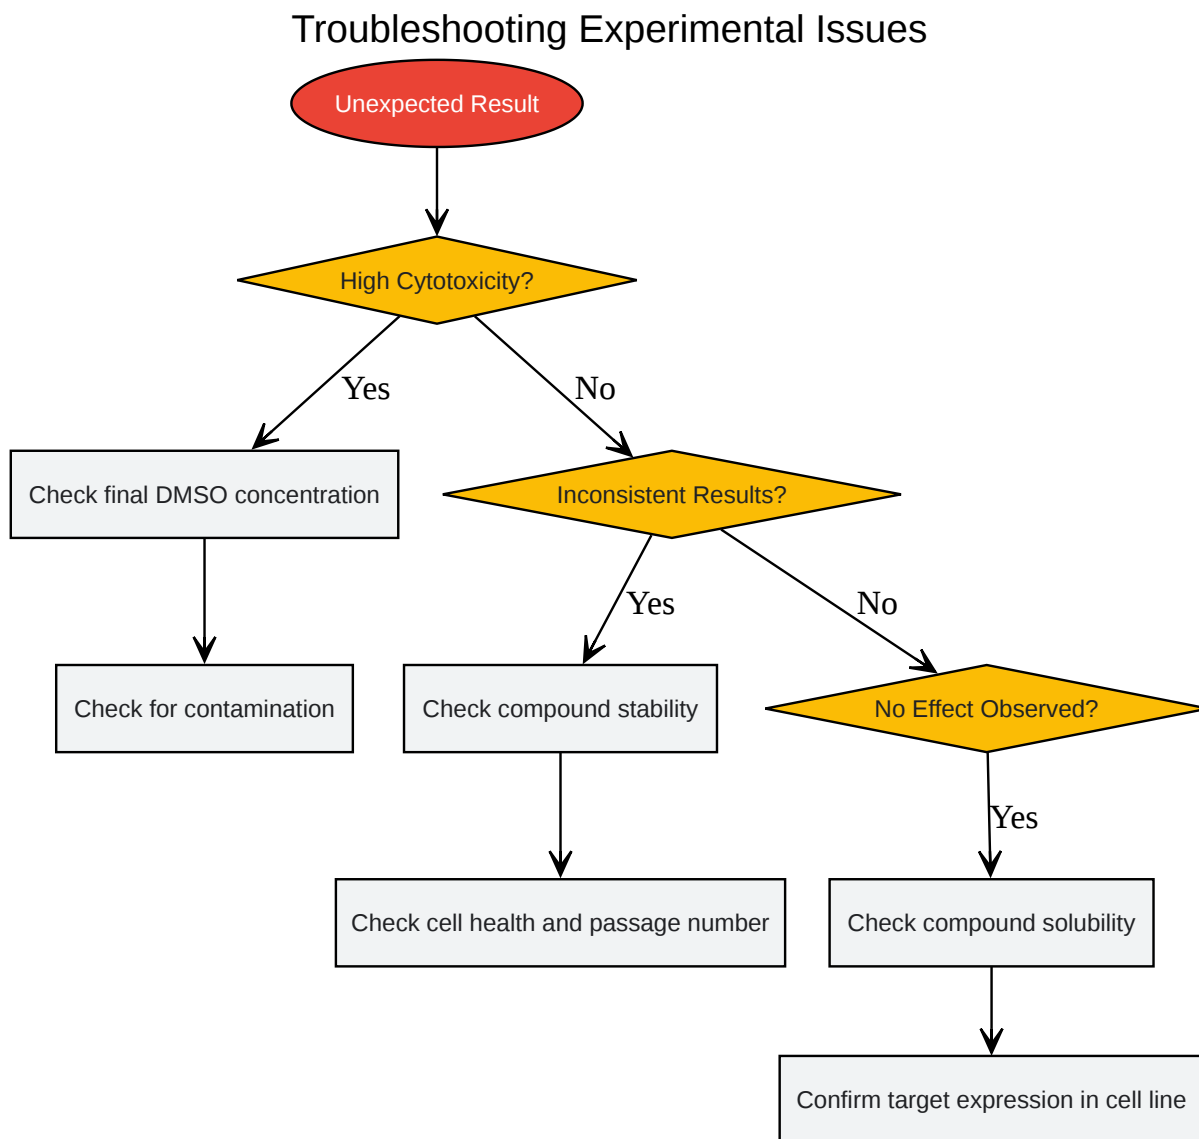 Troubleshooting Experimental Issues
Unexpected Result
High Cytotoxicity?
Yes
No
Check final DMSO concentration
Inconsistent Results?
Yes
No
Check for contamination
Check compound stability
No Effect Observed?
Yes
Check cell health and passage number
Check compound solubility
Confirm target expression in cell line